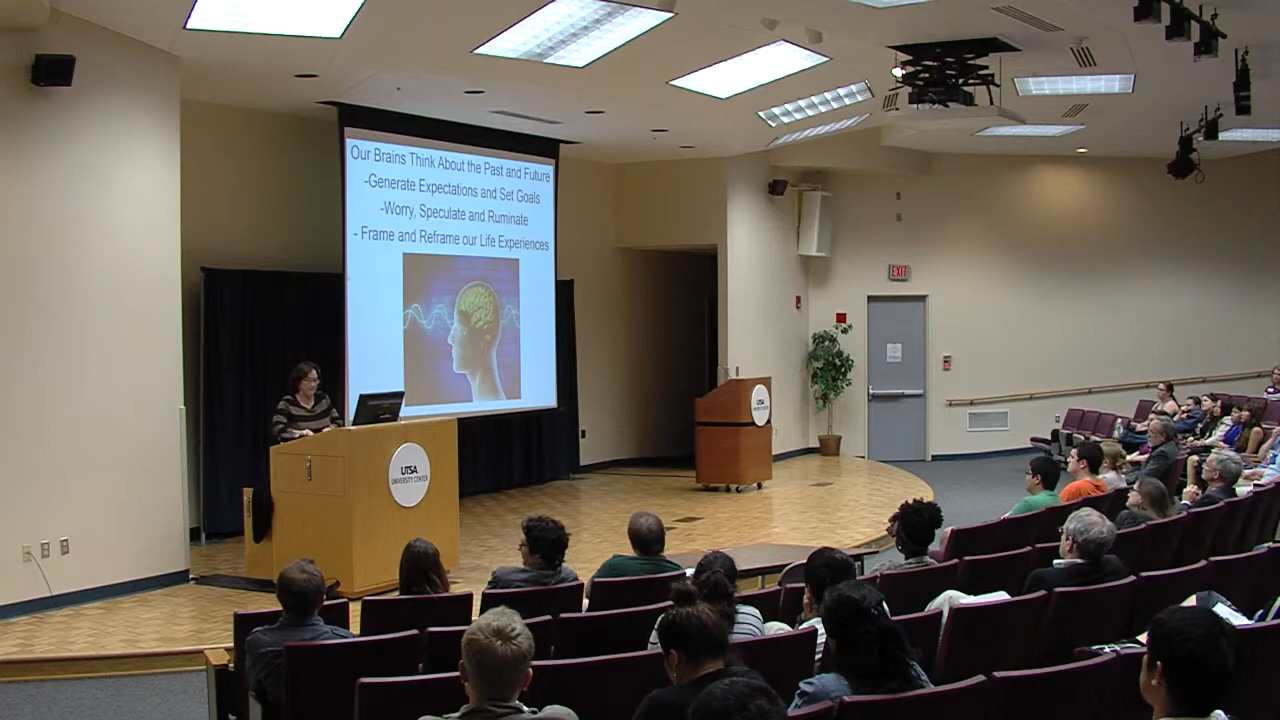 Our Brains Think About the Past and Future
-Generate Expectations and Set Goals
-Worry, Speculate and Ruminate
- Frame and Reframe our Life Experiences
EXIT
UTSA
UTSA
UNIVERSITY CENTER